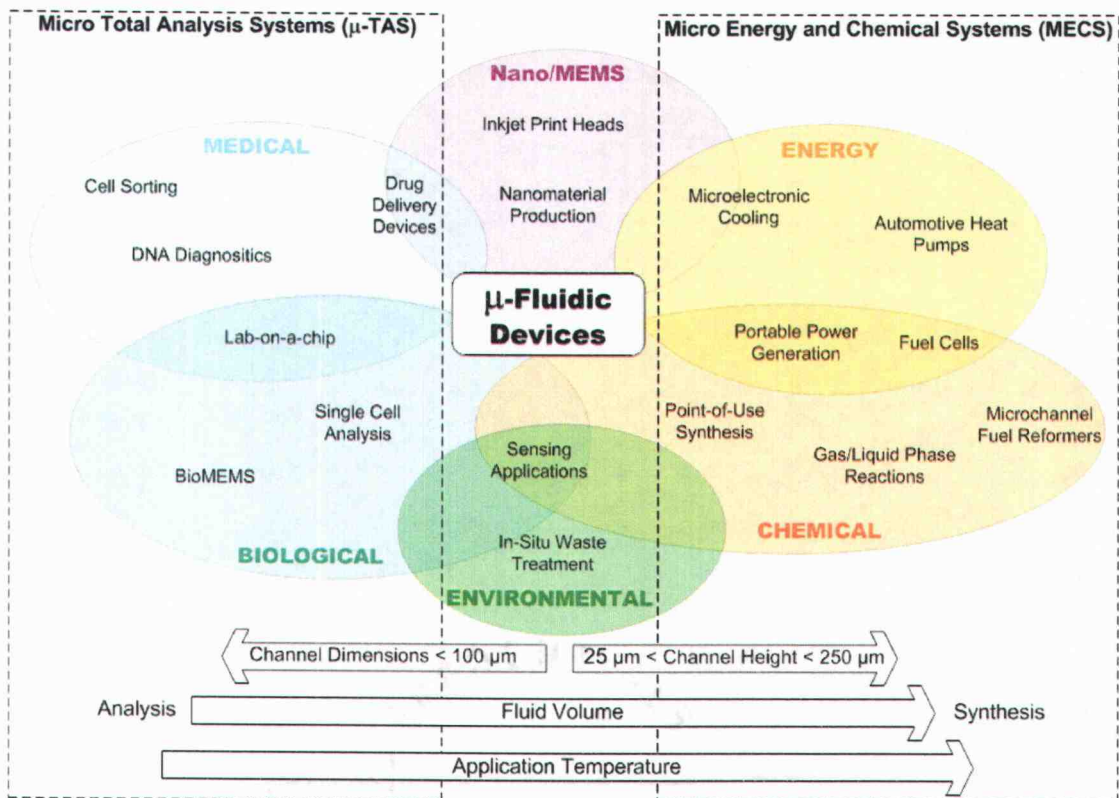 Micro Total Analysis Systems (μ-TAS)
Micro Energy and Chemical Systems (MECS)
Nano/MEMS
Inkjet Print Heads
Nanomaterial
Production
MEDICAL
Cell Sorting
Drug
Delivery
Devices
DNA Diagnositics
ENERGY
Microelectronic
Cooling
Automotive Heat
Pumps
μ-Fluidic
Devices
Lab-on-a-chip
Portable Power
Generation
Fuel Cells
Single Cell
Analysis
BioMEMS
BIOLOGICAL
Sensing
Applications
Point-of-Use
Synthesis
Microchannel
Fuel Reformers
Gas/Liquid Phase
Reactions
CHEMICAL
In-Situ Waste
Treatment
ENVIRONMENTAL
Channel Dimensions < 100 μm
25 μm < Channel Height < 250 μm
Analysis
Fluid Volume
Synthesis
Application Temperature